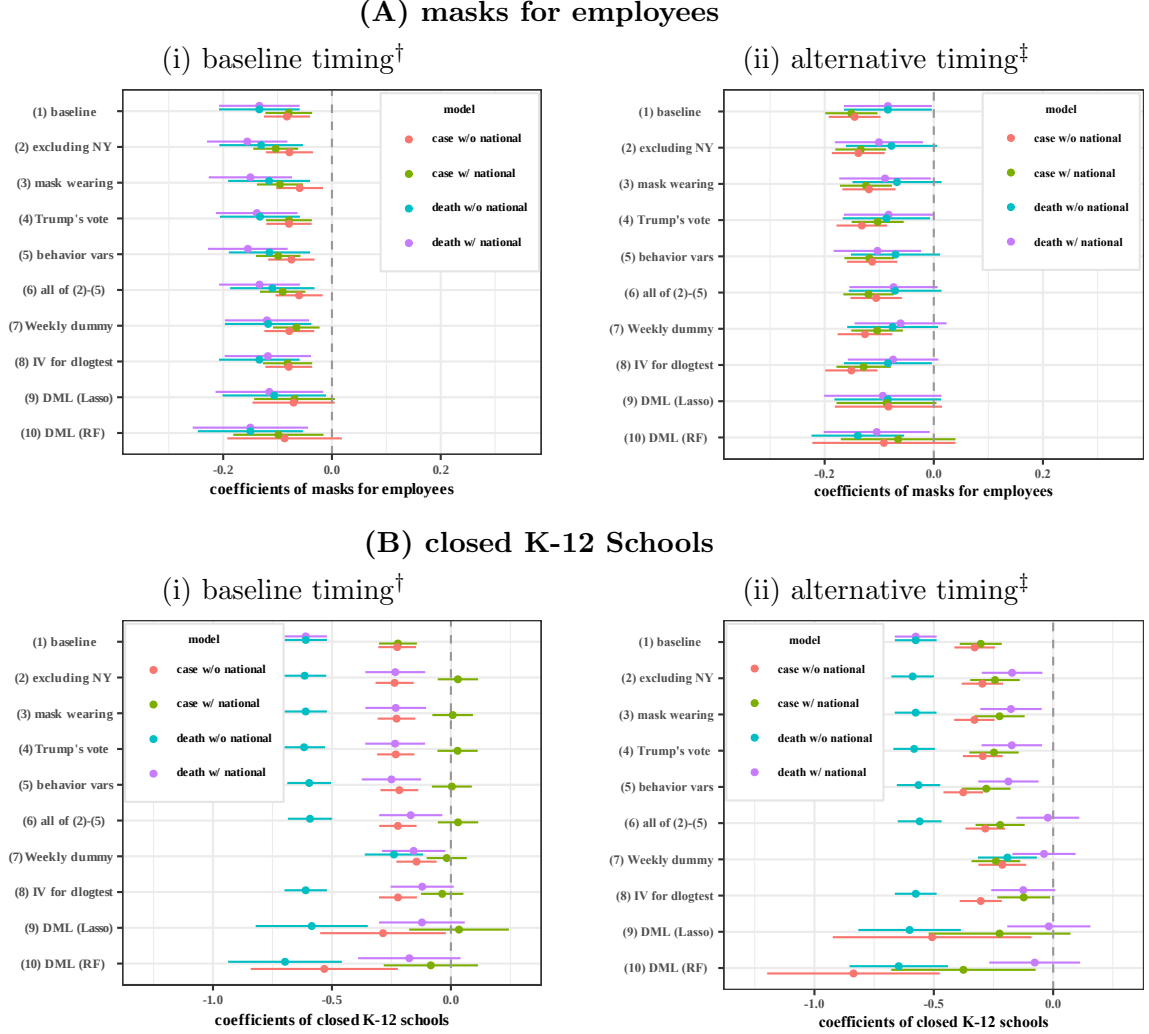 (A) masks for employees
(i) baseline timing†
(1) baseline
(2) excluding NY
(3) mask wearing
(4) Trump's vote
(5) behavior vars
(6) all of (2)-(5)
(7)Weekly dummy
(8) IV for dlogtest
(9) DML (Lasso)
(10) DML (RF)
model
case w/o national
case w/ national
death w/o national
death w/ national
-0.2 0.0 0.2
coefficients of masks for employees
(ii) alternative timing‡
(1) baseline
(2) excluding NY
(3) mask wearing
(4) Trump's vote
(5) behavior vars
(6) all of (2)-(5)
(7)Weekly dummy
(8) IV for dlogtest
(9) DML (Lasso)
(10) DML (RF)
model
case w/o national
case w/ national
death w/o national
death w/ national
-0.2 0.0 0.2
coefficients of masks for employees
(B) closed K-12 Schools
(i) baseline timing†
(1) baseline
(2) excluding NY
(3) mask wearing
(4) Trump's vote
(5) behavior vars
(6) all of (2)-(5)
(7)Weekly dummy
(8) IV for dlogtest
(9) DML (Lasso)
(10) DML (RF)
model
case w/o national
case w/ national
death w/o national
death w/ national
-1.0 -0.5 0.0
coefficients of closed K-12 schools
(ii) alternative timing‡
(1) baseline
(2) excluding NY
(3) mask wearing
(4) Trump's vote
(5) behavior vars
(6) all of (2)-(5)
(7)Weekly dummy
(8) IV for dlogtest
(9) DML (Lasso)
(10) DML (RF)
model
case w/o national
case w/ national
death w/o national
death w/ national
-1.0 -0.5 0.0
coefficients of closed K-12 schools